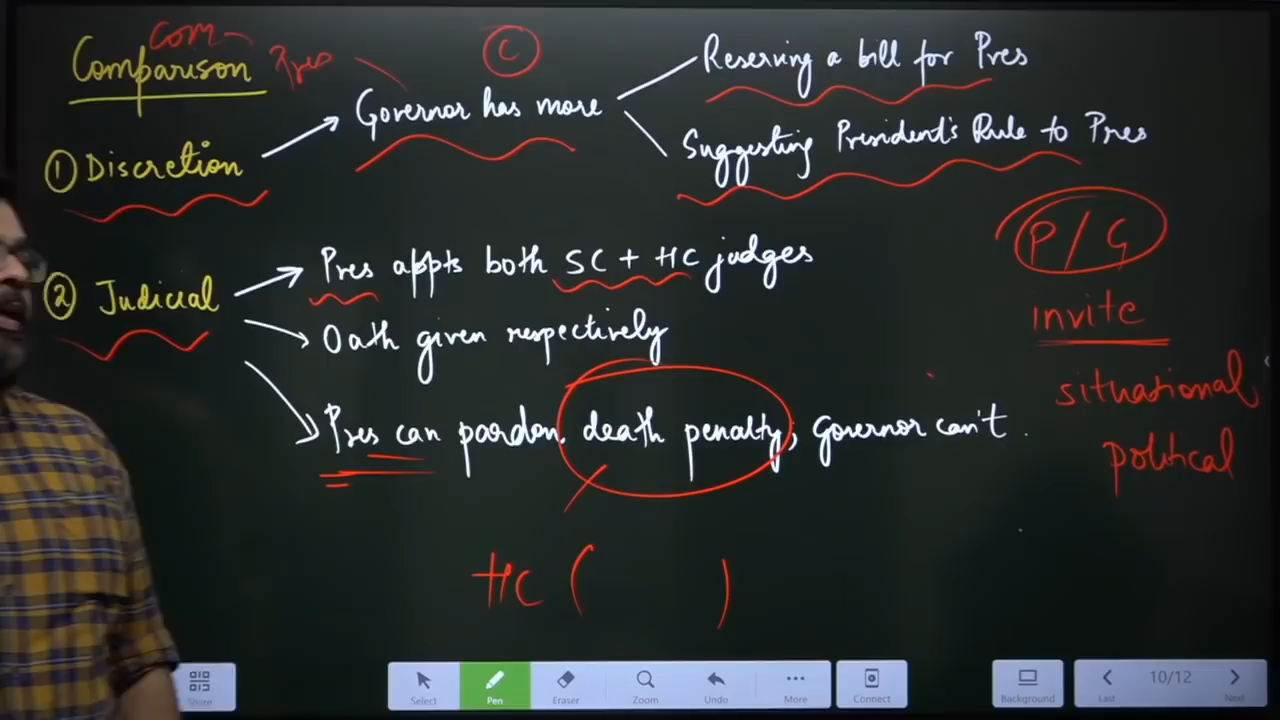 Comparison
com-
Pres
C
① Discretion
Governor has more
Reserving a bill for Pres
Suggesting President's Rule to Pres
② Judicial
Pres appts both SC + HC judges
Oath given respectively
Pres can pardon death penalty; Governor can't.
P/G
invite
situational
political
HC ( )
Share
Select
Pen
Eraser
Zoom
Undo
More
Connect
Background
Last
10/12
Next